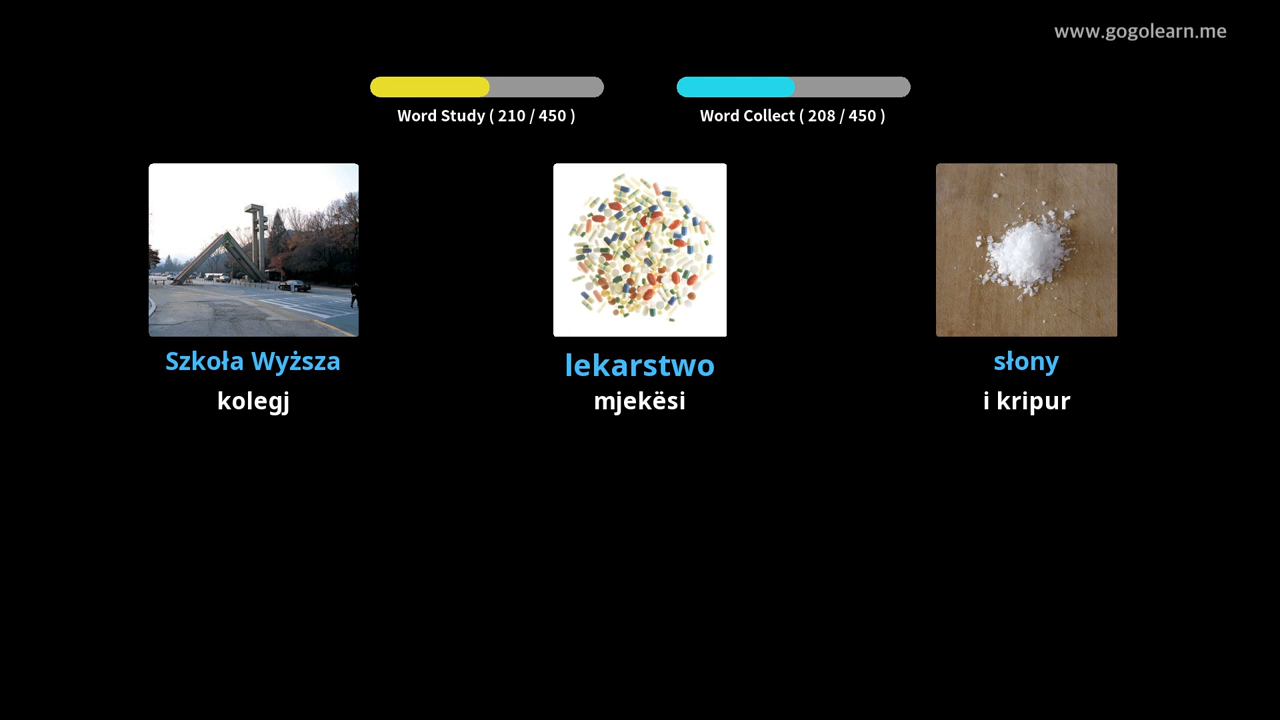 www.gogolearn.me
Word Study ( 210 / 450 )
Word Collect ( 208 / 450 )
Szkoła Wyższa
kolegj
lekarstwo
mjekësi
słony
i kripur